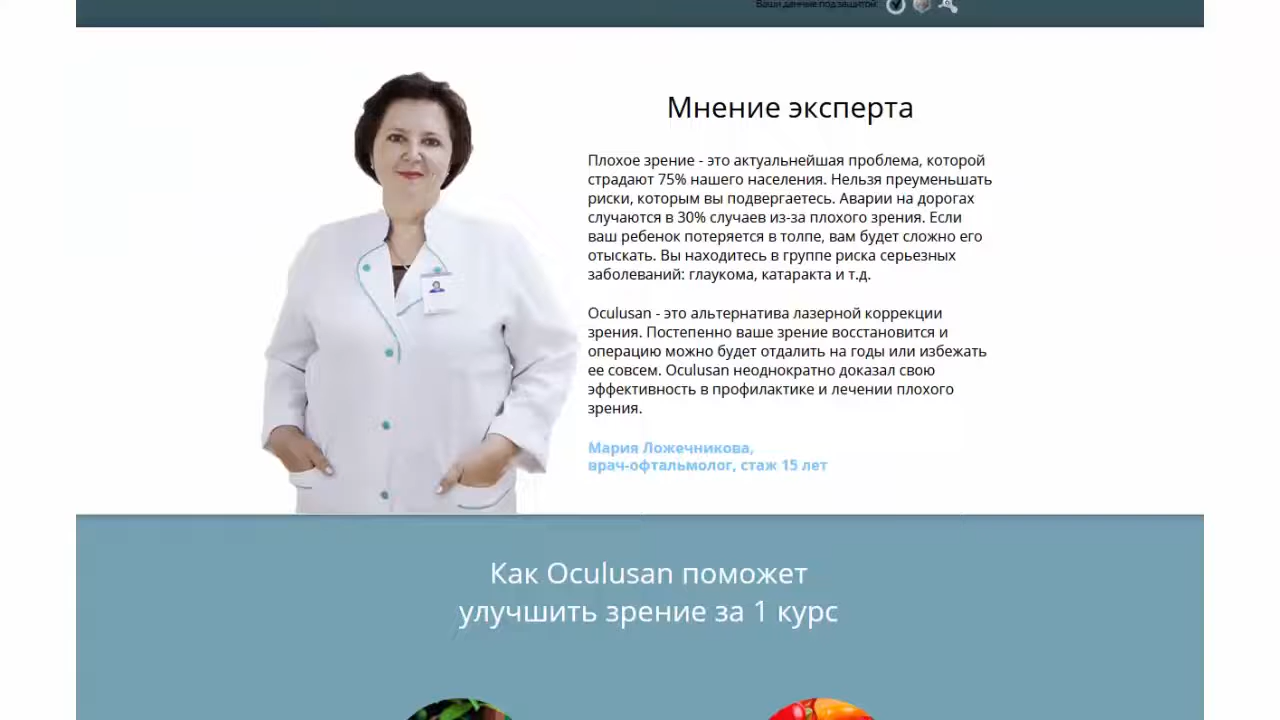 Ваши данные под защитой:
Мнение эксперта
Плохое зрение - это актуальнейшая проблема, которой
страдают 75% нашего населения. Нельзя преуменьшать
риски, которым вы подвергаетесь. Аварии на дорогах
случаются в 30% случаев из-за плохого зрения. Если
ваш ребенок потеряется в толпе, вам будет сложно его
отыскать. Вы находитесь в группе риска серьезных
заболеваний: глаукома, катаракта и т.д.
Oculusan - это альтернатива лазерной коррекции
зрения. Постепенно ваше зрение восстановится и
операцию можно будет отдалить на годы или избежать
ее совсем. Oculusan неоднократно доказал свою
эффективность в профилактике и лечении плохого
зрения.
Мария Ложечникова,
врач-офтальмолог, стаж 15 лет
Как Oculusan поможет
улучшить зрение за 1 курс